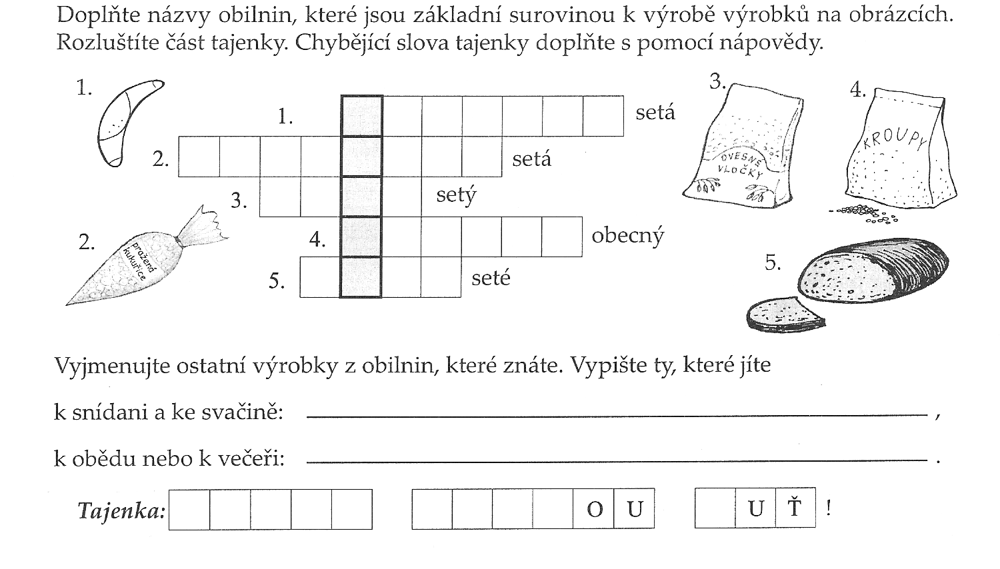 Doplňte názvy obilnin, které jsou základní surovinou k výrobě výrobků na obrázcích.
Rozluštíte část tajenky. Chybějící slova tajenky doplňte s pomocí nápovědy.
1.
1.
setá
2.
setá
3.
setý
4.
obecný
5.
seté
2.
pražená
kukuřice
3.
OVESNÉ
VLOČKY
4.
KROUPY
5.
Vyjmenujte ostatní výrobky z obilnin, které znáte. Vypište ty, které jíte
k snídani a ke svačině: ,
k obědu nebo k večeři: .
Tajenka: O U U Ť !